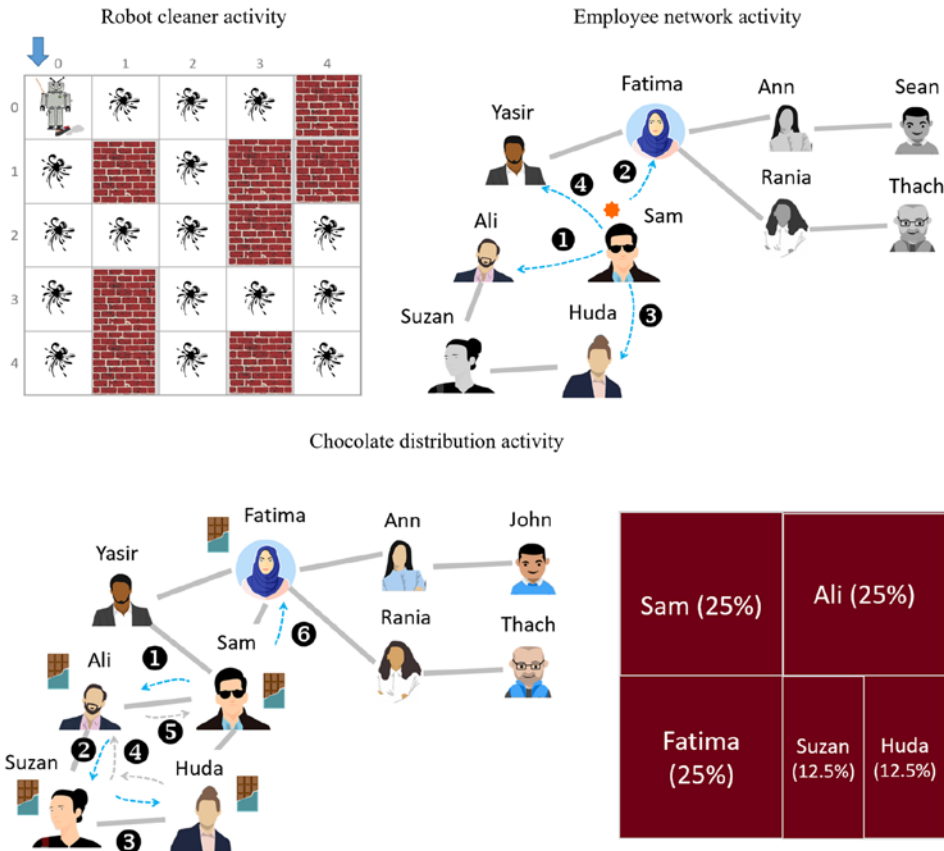 Robot cleaner activity
0 1 2 3 4
0
1
2
3
4
Employee network activity
Fatima
Ann
Sean
Yasir
4
2
Rania
Thach
Ali
1
Sam
Suzan
Huda
3
Chocolate distribution activity
Fatima
Ann
John
Yasir
6
Sam
Rania
Thach
Ali
1
5
2
4
Suzan
Huda
3
Sam (25%)
Ali (25%)
Fatima
(25%)
Suzan
(12.5%)
Huda
(12.5%)